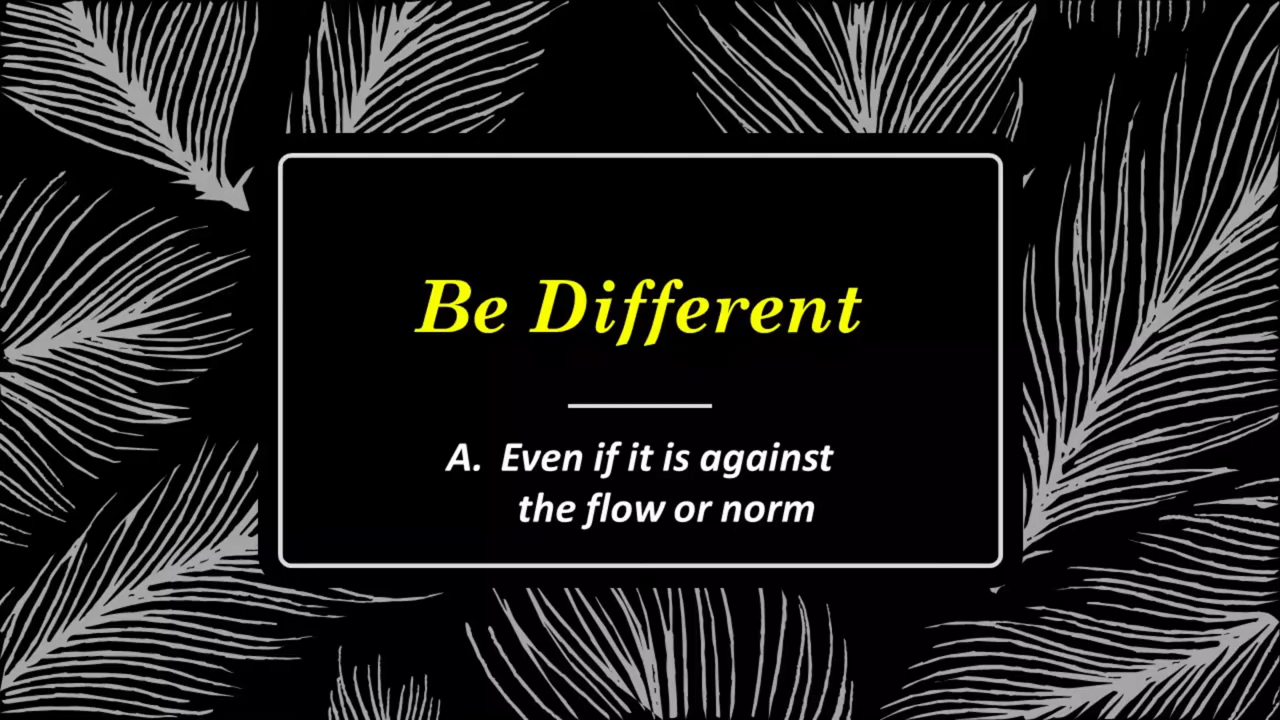 Be Different
A. Even if it is against
the flow or norm